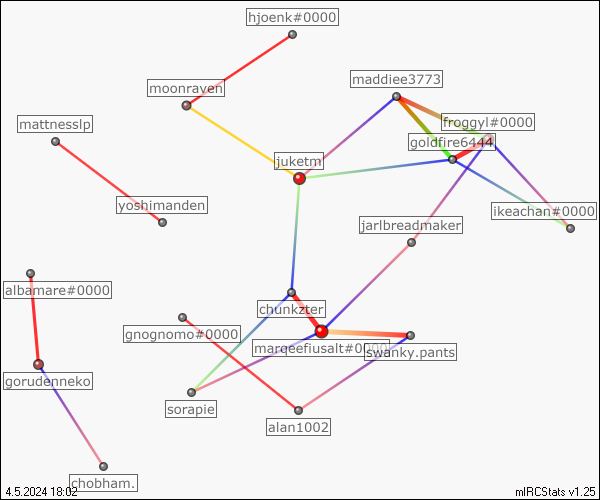 hjoenk#0000
maddiee3773
moonraven
froggyl#0000
mattnesslp
goldfire6444
juketm
yoshimanden
ikeachan#0000
jarlbreadmaker
albamare#0000
chunkzter
gnognomo#0000
marqeefiusalt#0000
swanky.pants
gorudenneko
sorapie
alan1002
chobham.
4.5.2024 18:02
mIRCStats v1.25